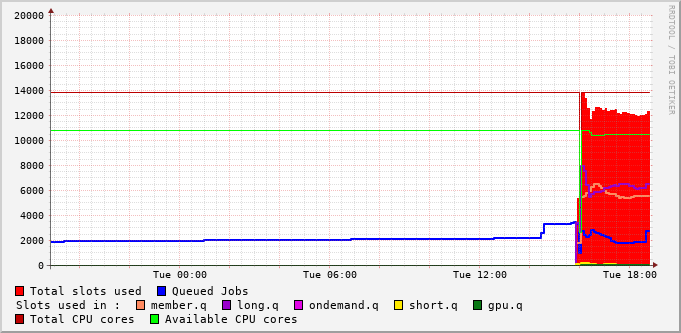 20000
18000
16000
14000
12000
10000
8000
6000
4000
2000
0
Tue 00:00 Tue 06:00 Tue 12:00 Tue 18:00
RRDTOOL / TOBI OETIKER
Total slots used Queued Jobs
Slots used in : member.q long.q ondemand.q short.q gpu.q
Total CPU cores Available CPU cores